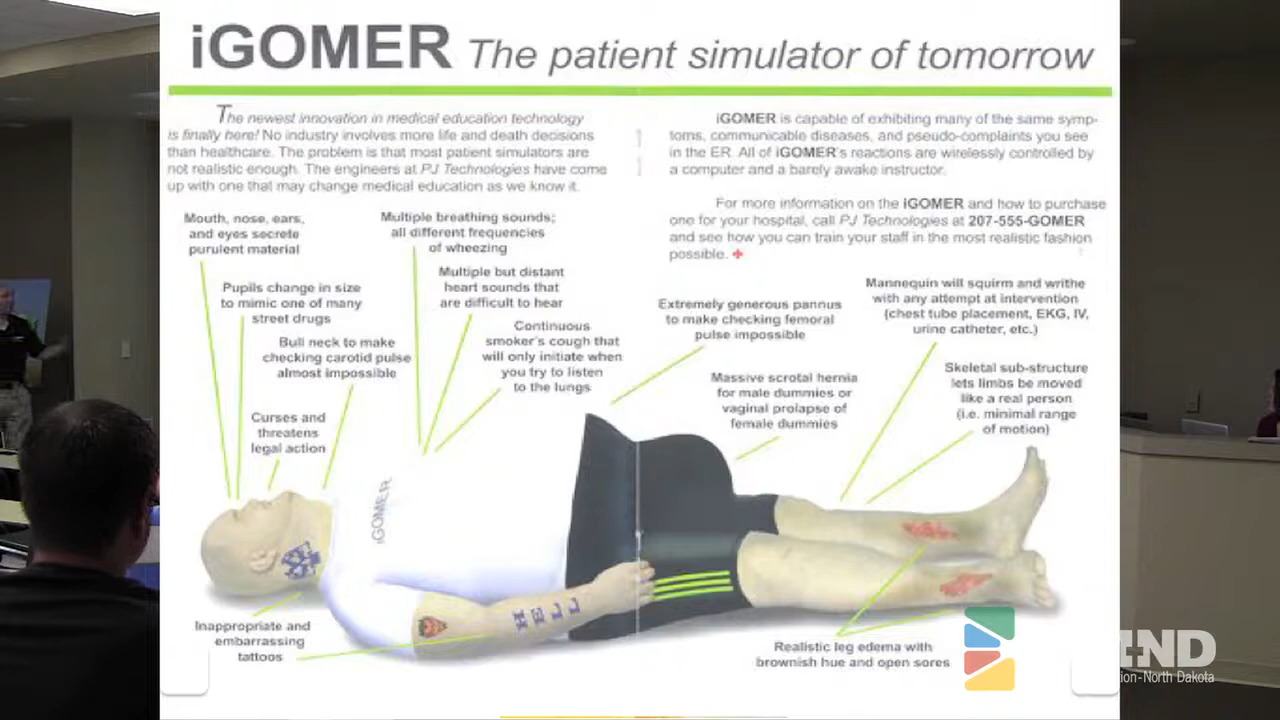 iGOMER The patient simulator of tomorrow
The newest innovation in medical education technology
is finally here! No industry involves more life and death decisions
than healthcare. The problem is that most patient simulators are
not realistic enough. The engineers at PJ Technologies have come
up with one that may change medical education as we know it.
iGOMER is capable of exhibiting many of the same symp-
toms, communicable diseases, and pseudo-complaints you see
in the ER. All of iGOMER's reactions are wirelessly controlled by
a computer and a barely awake instructor.
For more information on the iGOMER and how to purchase
one for your hospital, call PJ Technologies at 207-555-GOMER
and see how you can train your staff in the most realistic fashion
possible.
Mouth, nose, ears,
and eyes secrete
purulent material
Multiple breathing sounds;
all different frequencies
of wheezing
Pupils change in size
to mimic one of many
street drugs
Multiple but distant
heart sounds that
are difficult to hear
Bull neck to make
checking carotid pulse
almost impossible
Continuous
smoker's cough that
will only initiate when
you try to listen
to the lungs
Extremely generous pannus
to make checking femoral
pulse impossible
Mannequin will squirm and writhe
with any attempt at intervention
(chest tube placement, EKG, IV,
urine catheter, etc.)
Massive scrotal hernia
for male dummies or
vaginal prolapse of
female dummies
Skeletal sub-structure
lets limbs be moved
like a real person
(i.e. minimal range
of motion)
Curses and
threatens
legal action
iGOMER
Inappropriate and
embarrassing
tattoos
Realistic leg edema with
brownish hue and open sores
ND
tion-North Dakota